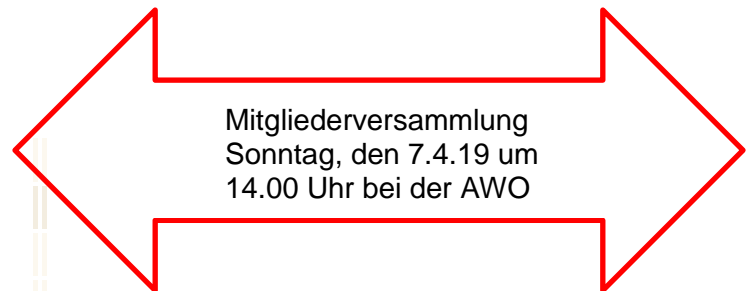 Mitgliederversammlung
Sonntag, den 7.4.19 um
14.00 Uhr bei der AWO